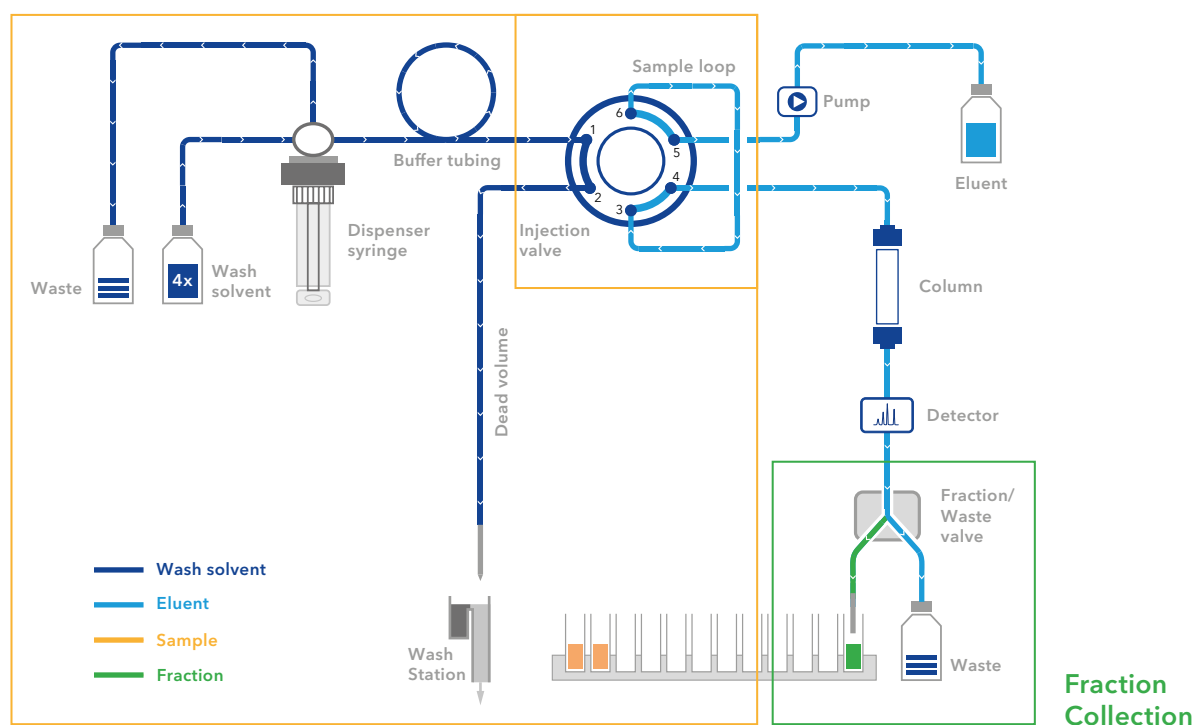 Sample loop
Pump
6
1
5
Buffer tubing
4
Eluent
2
3
Dispenser
syringe
Injection
valve
Waste
4x
Wash
solvent
Column
Dead volume
Detector
Fraction/
Waste
valve
Wash solvent
Eluent
Sample
Fraction
Wash
Station
Waste
Fraction
Collection